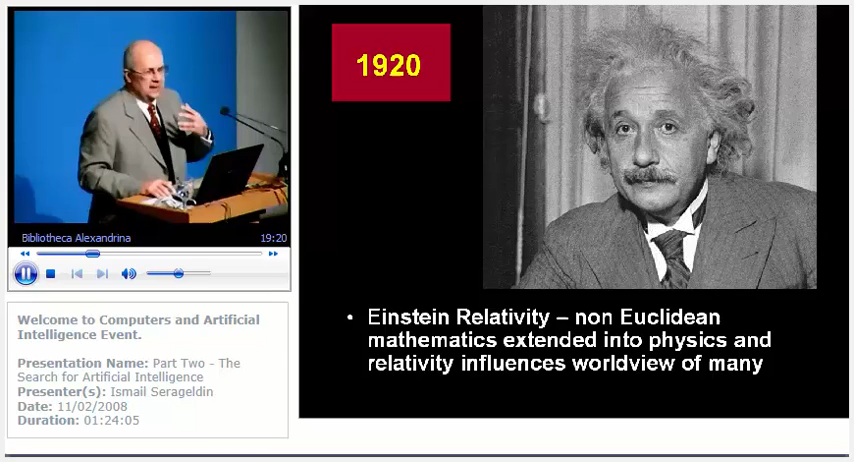 Bibliotheca Alexandrina 19:20
Welcome to Computers and Artificial
Intelligence Event.
Presentation Name: Part Two - The
Search for Artificial Intelligence
Presenter(s): Ismail Serageldin
Date: 11/02/2008
Duration: 01:24:05
1920
• Einstein Relativity – non Euclidean
mathematics extended into physics and
relativity influences worldview of many